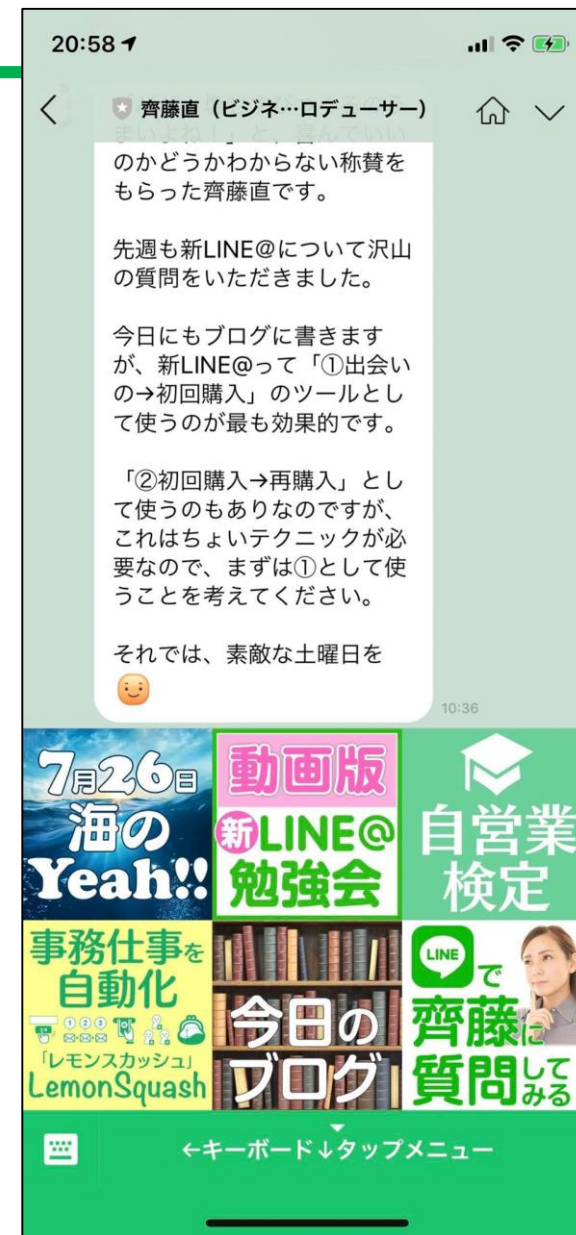 20:58
齊藤直（ビジネ…ロデューサー）
まいよね！」と、喜んでいい
のかどうかわからない称賛を
もらった齊藤直です。
先週も新LINE@について沢山
の質問をいただきました。
今日にもブログに書きます
が、新LINE@って「①出会い
の→初回購入」のツールとし
て使うのが最も効果的です。
「②初回購入→再購入」とし
て使うのもありなのですが、
これはちょいテクニックが必
要なので、まずは①として使
うことを考えてください。
それでは、素敵な土曜日を
10:36
7月26日
海の
Yeah!!
動画版
新LINE@
勉強会
自営業
検定
事務仕事を
自動化
1 2 3
「レモンスカッシュ」
LemonSquash
今日の
ブログ
LINE
で
齊藤に
質問して
みる
←キーボード↓タップメニュー